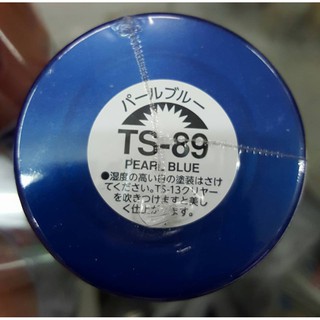 パールブルー
TS-89
PEARL BLUE
●湿度の高い日の塗装はさけ
てください。TS-13クリヤー
を吹きつけますと美し
く仕上がります。